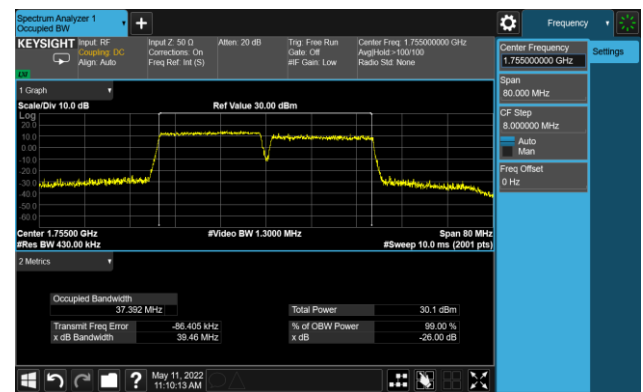 Spectrum Analyzer 1
Occupied BW
Frequency
KEYSIGHT
Input: RF
Coupling: DC
Align: Auto
Input Z: 50 Ω
Corrections: On
Freq Ref: Int (S)
Atten: 20 dB
Trig: Free Run
Gate: Off
#IF Gain: Low
Center Freq: 1.755000000 GHz
Avg|Hold:>100/100
Radio Std: None
Center Frequency
1.755000000 GHz
Settings
Span
80.000 MHz
CF Step
8.000000 MHz
Auto
Man
Freq Offset
0 Hz
1 Graph
Scale/Div 10.0 dB
Ref Value 30.00 dBm
Log
20.0
10.0
0.00
-10.0
-20.0
-30.0
-40.0
-50.0
-60.0
Center 1.75500 GHz
#Video BW 1.3000 MHz
Span 80 MHz
#Res BW 430.00 kHz
#Sweep 10.0 ms (2001 pts)
2 Metrics
Occupied Bandwidth
37.392 MHz
Total Power
30.1 dBm
Transmit Freq Error
-86.405 kHz
% of OBW Power
99.00 %
x dB Bandwidth
39.46 MHz
x dB
-26.00 dB
?
May 11, 2022
11:10:13 AM